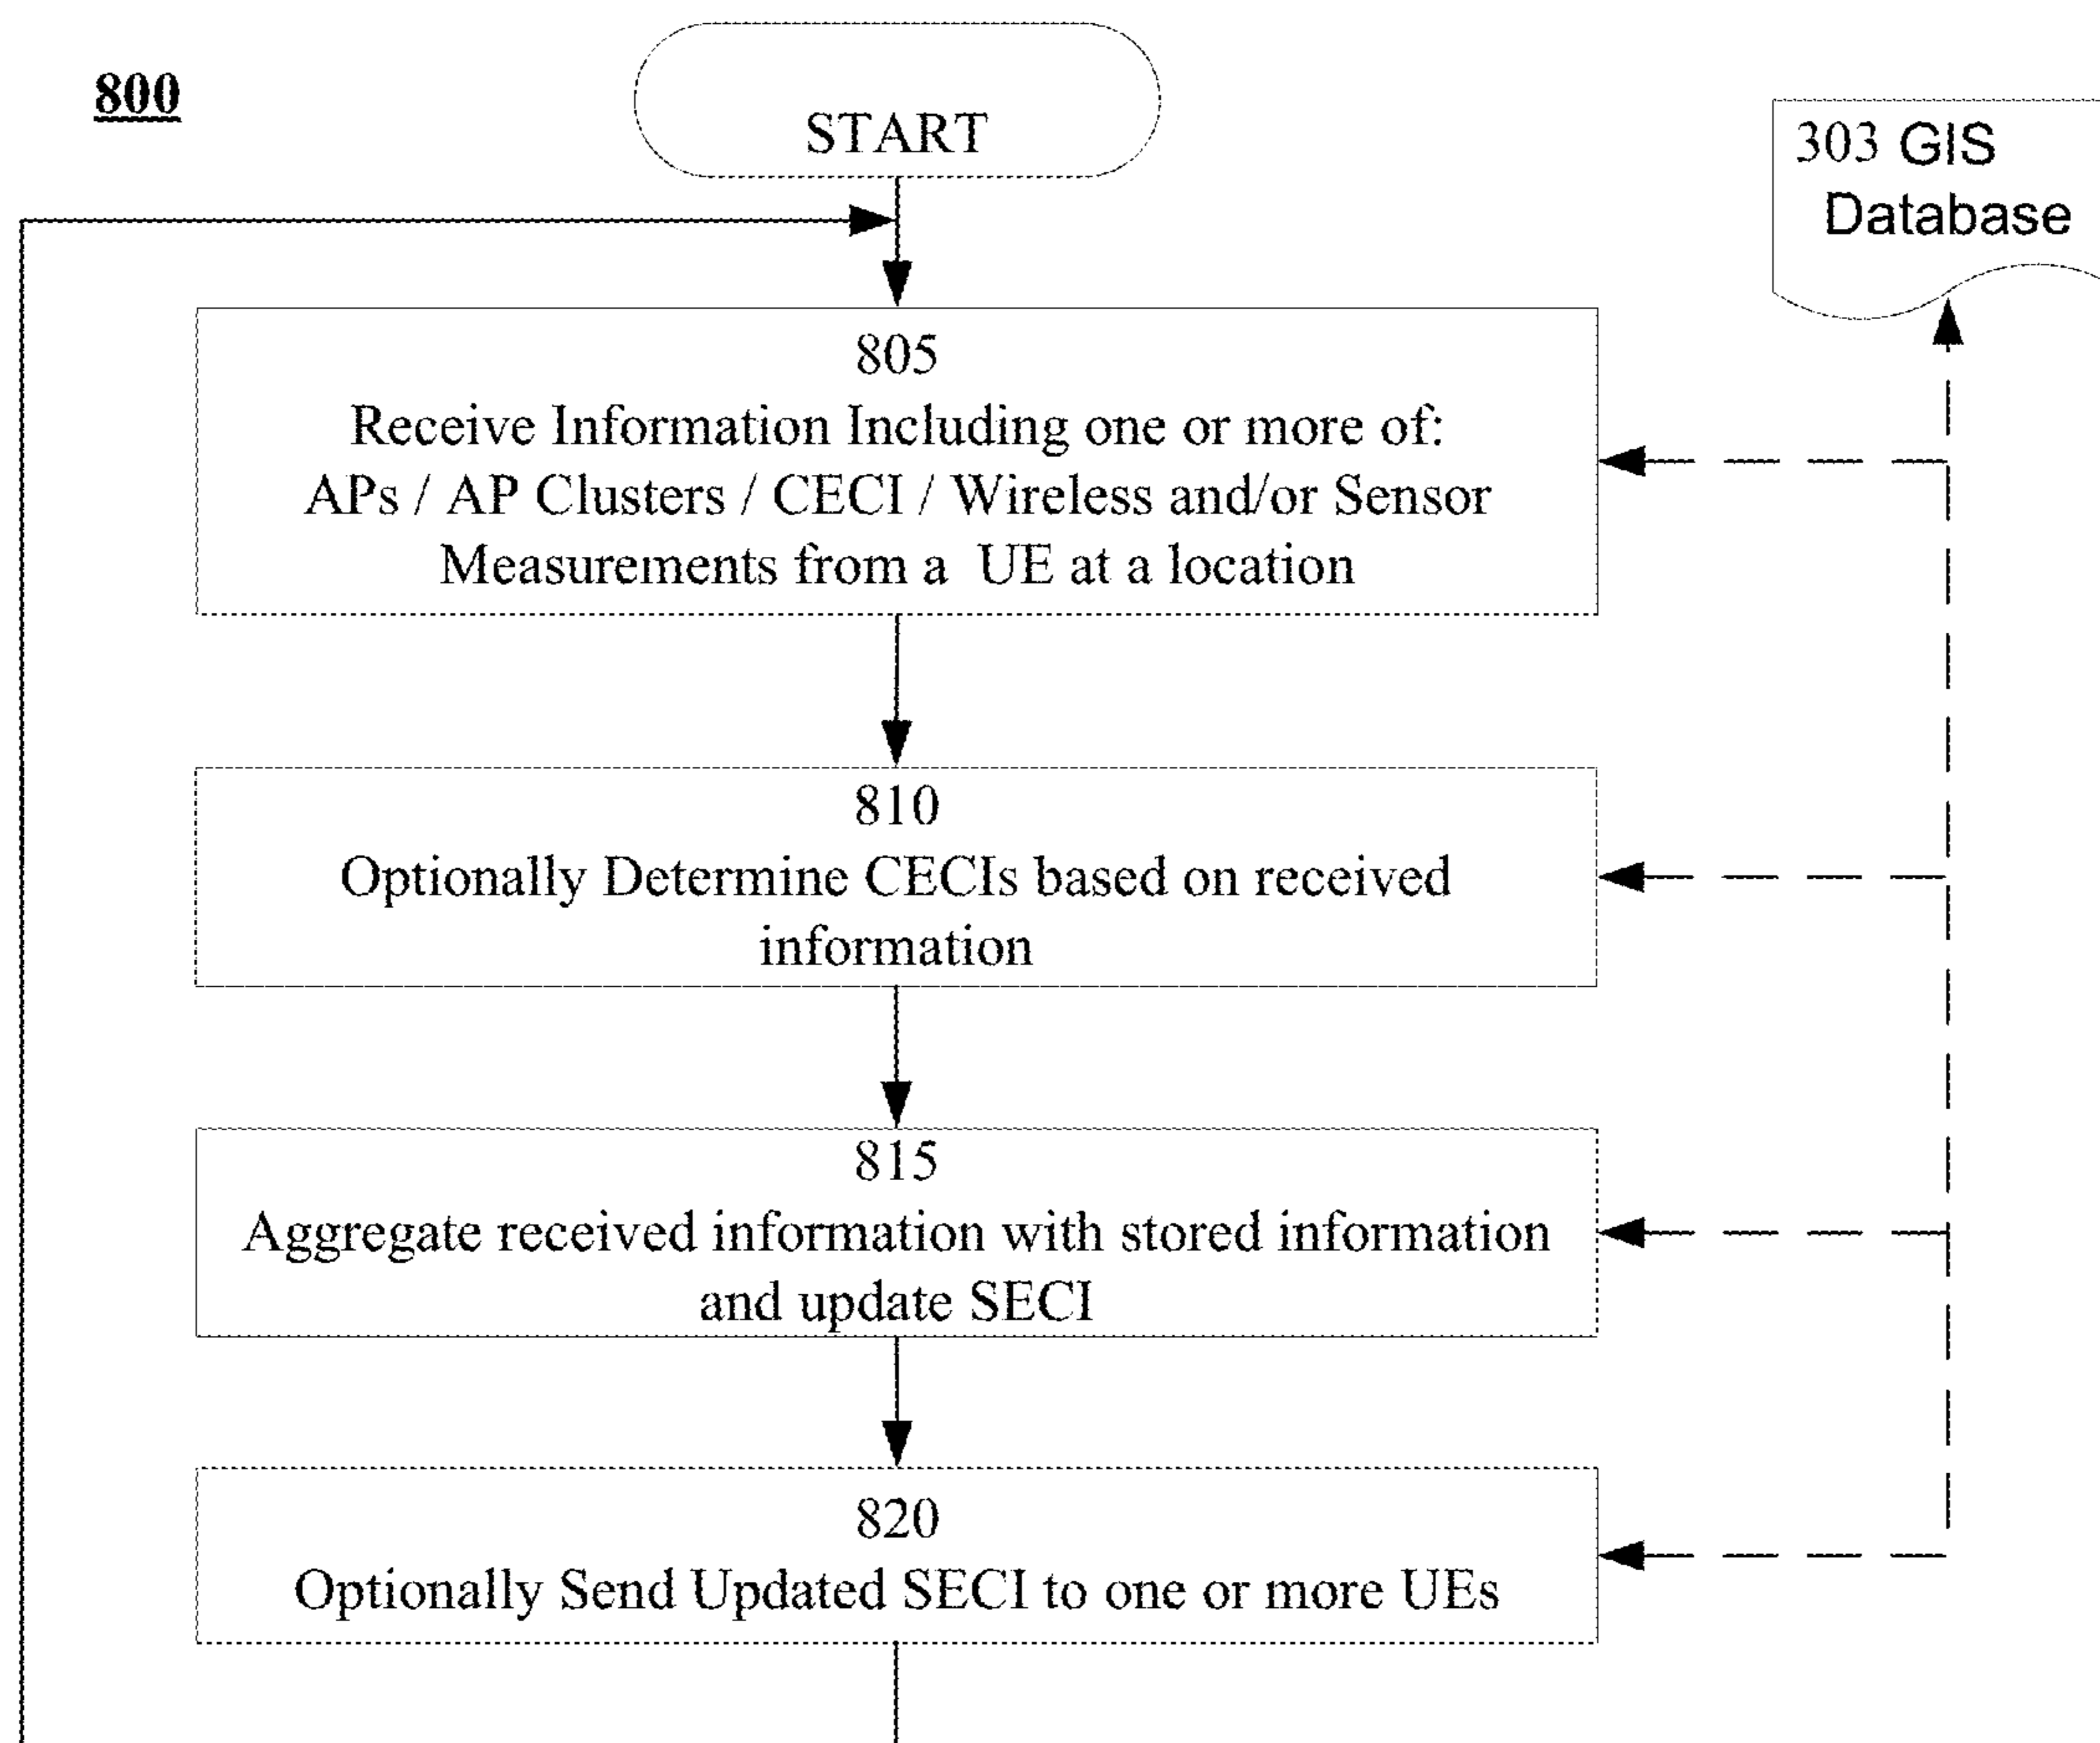 800
START
303 GIS
Database
805
Receive Information Including one or more of:
APs / AP Clusters / CECI / Wireless and/or Sensor
Measurements from a UE at a location
810
Optionally Determine CECIs based on received
information
815
Aggregate received information with stored information
and update SECI
820
Optionally Send Updated SECI to one or more UEs